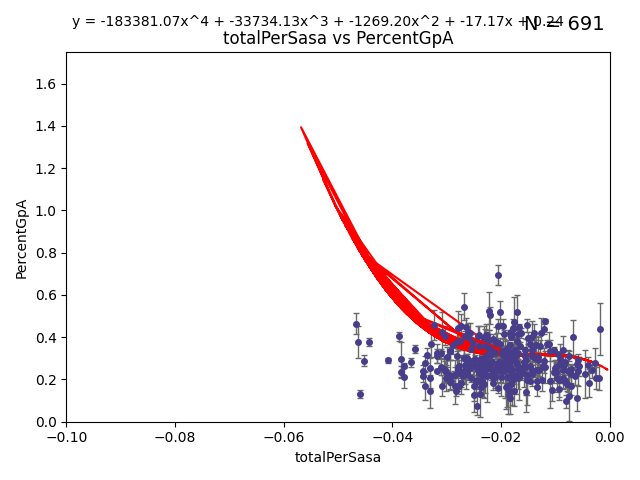 y = -183381.07x^4 + -33734.13x^3 + -1269.20x^2 + -17.17x + 0.24
N = 691
totalPerSasa vs PercentGpA
1.6
1.4
1.2
1.0
0.8
0.6
0.4
0.2
0.0
PercentGpA
−0.10 −0.08 −0.06 −0.04 −0.02 0.00
totalPerSasa